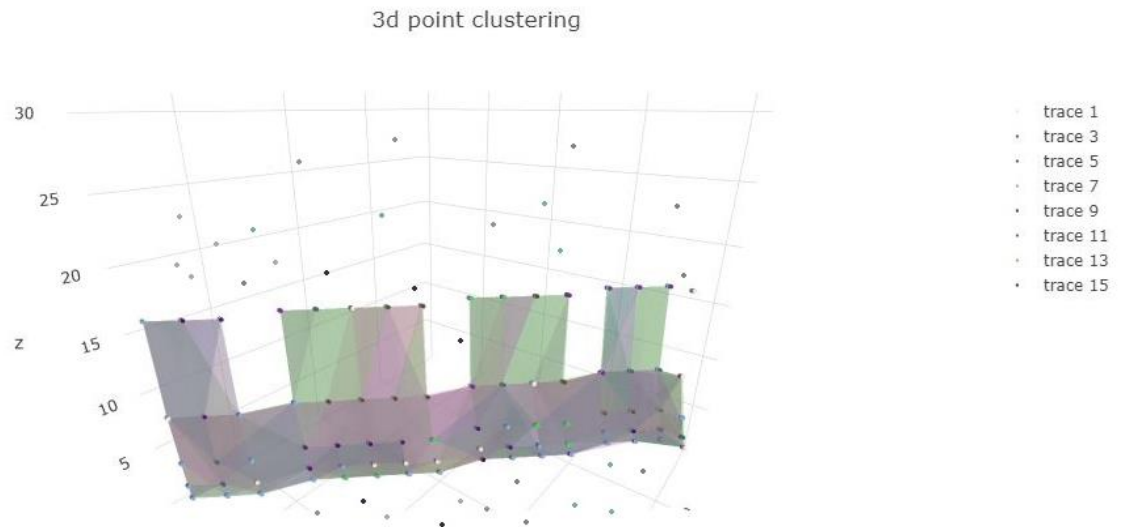 3d point clustering
30
25
20
15
10
5
z
trace 1
trace 3
trace 5
trace 7
trace 9
trace 11
trace 13
trace 15